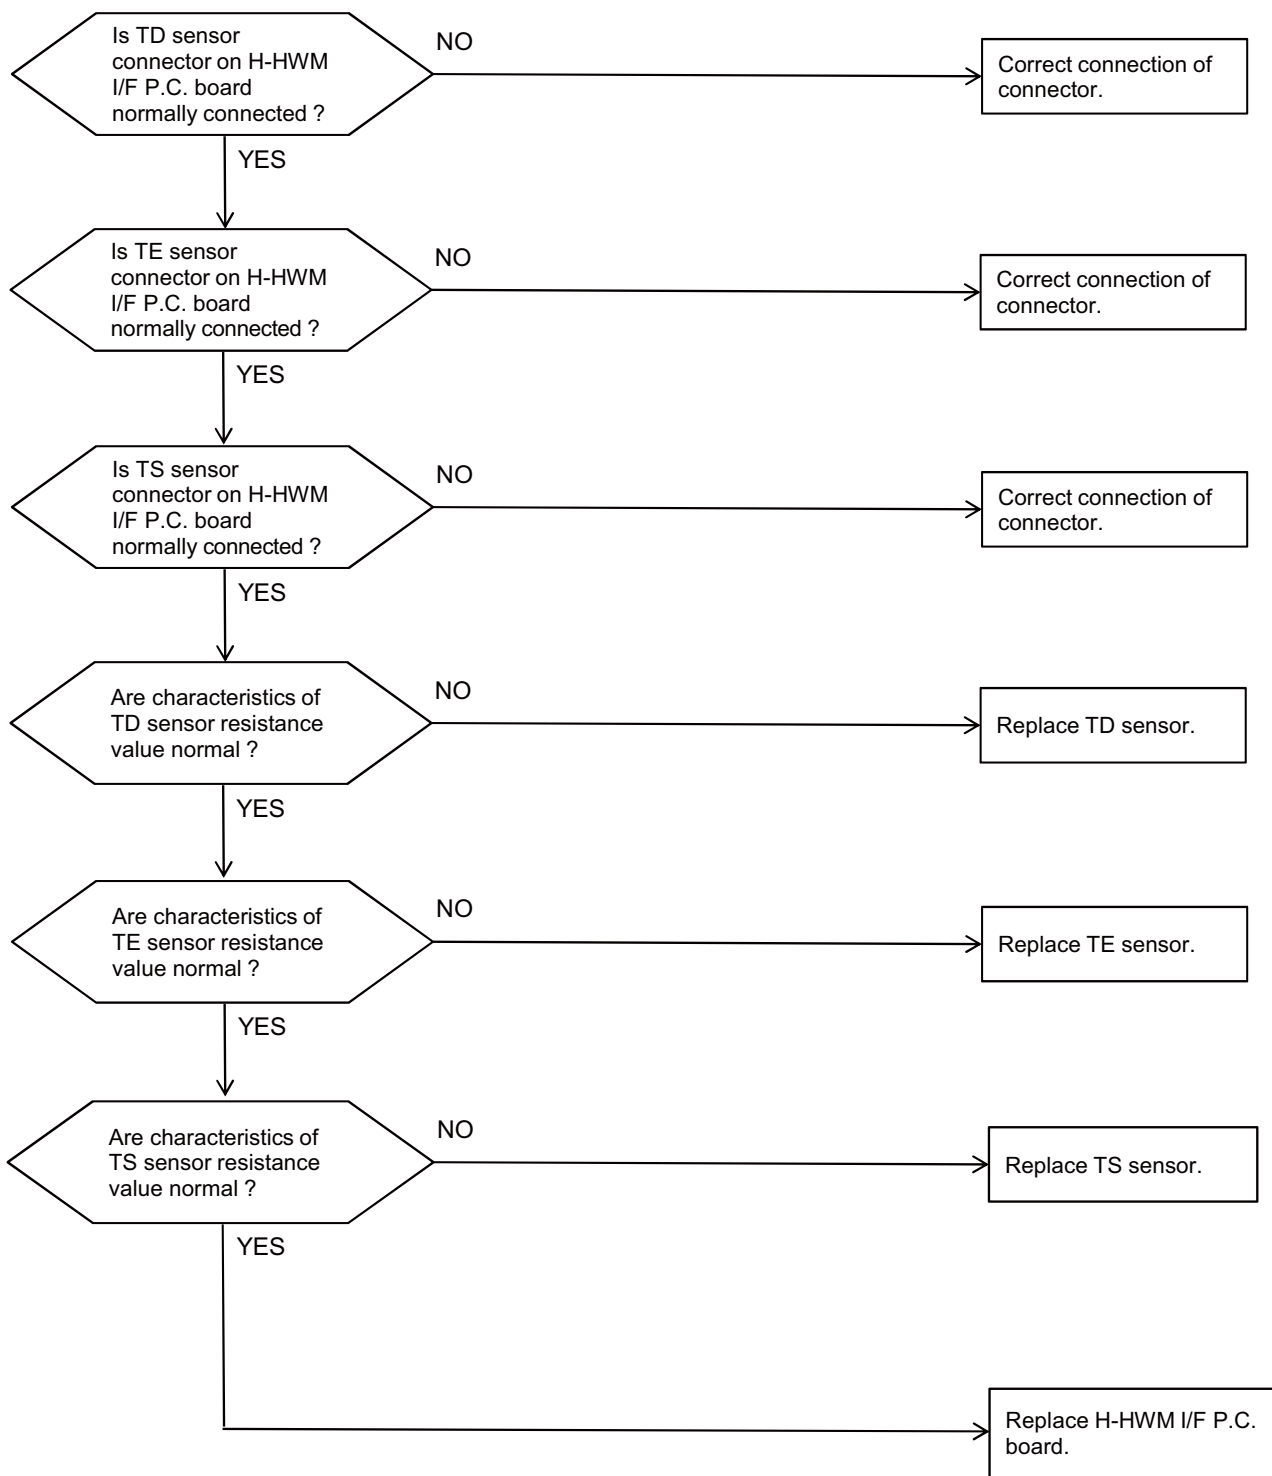 Is TD sensor
connector on H-HWM
I/F P.C. board
normally connected ?
NO
Correct connection of
connector.
YES
Is TE sensor
connector on H-HWM
I/F P.C. board
normally connected ?
NO
Correct connection of
connector.
YES
Is TS sensor
connector on H-HWM
I/F P.C. board
normally connected ?
NO
Correct connection of
connector.
YES
Are characteristics of
TD sensor resistance
value normal ?
NO
Replace TD sensor.
YES
Are characteristics of
TE sensor resistance
value normal ?
NO
Replace TE sensor.
YES
Are characteristics of
TS sensor resistance
value normal ?
NO
Replace TS sensor.
YES
Replace H-HWM I/F P.C.
board.